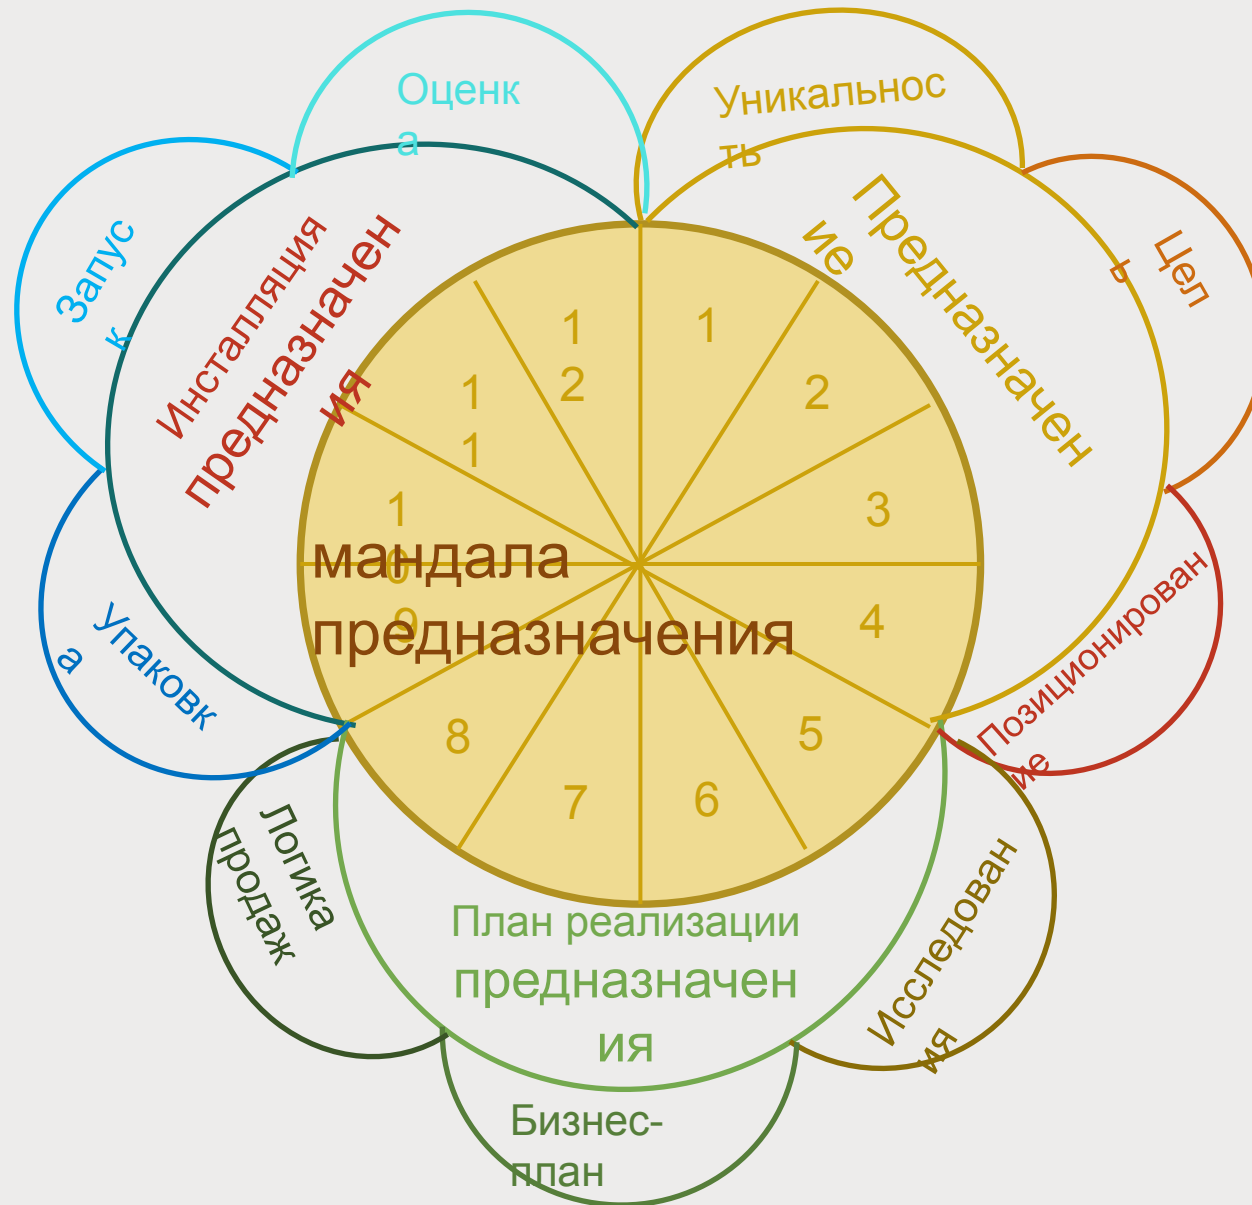 Оценк
а
Уникальнос
ть
Запус
к
Инсталляция
предназначен
ия
Предназначен
ие
Цел
ь
1
2
1
2
1
1
3
1
0
мандала
предназначения
9
4
Позиционирован
ие
Упаковк
а
8
5
7
6
Логика
продаж
План реализации
предназначен
ия
Исследован
ия
Бизнес-
план